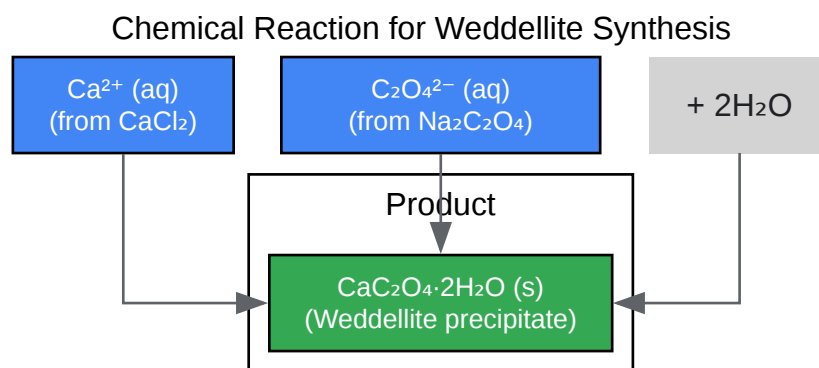 Chemical Reaction for Weddellite Synthesis
Ca²⁺ (aq)
(from CaCl₂)
C₂O₄²⁻ (aq)
(from Na₂C₂O₄)
+ 2H₂O
Product
CaC₂O₄·2H₂O (s)
(Weddellite precipitate)